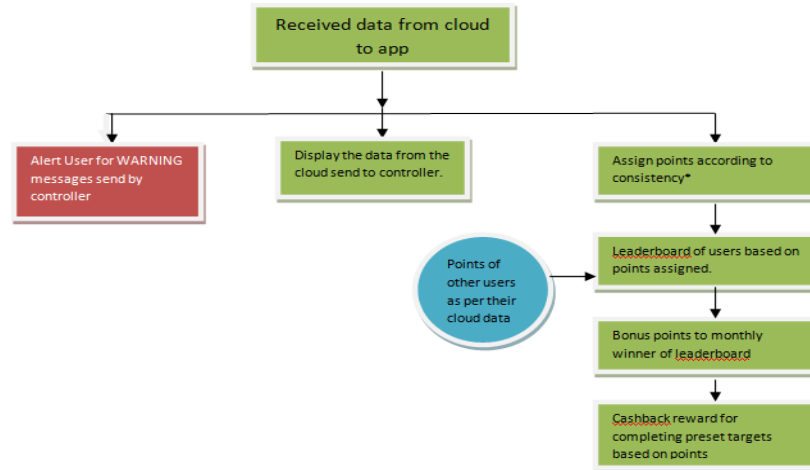 Received data from cloud
to app
Alert User for WARNING
messages send by
controller
Display the data from the
cloud send to controller.
Assign points according to
consistency*
Points of
other users
as per their
cloud data
Leaderboard of users based on
points assigned.
Bonus points to monthly
winner of leaderboard
Cashback reward for
completing preset targets
based on points